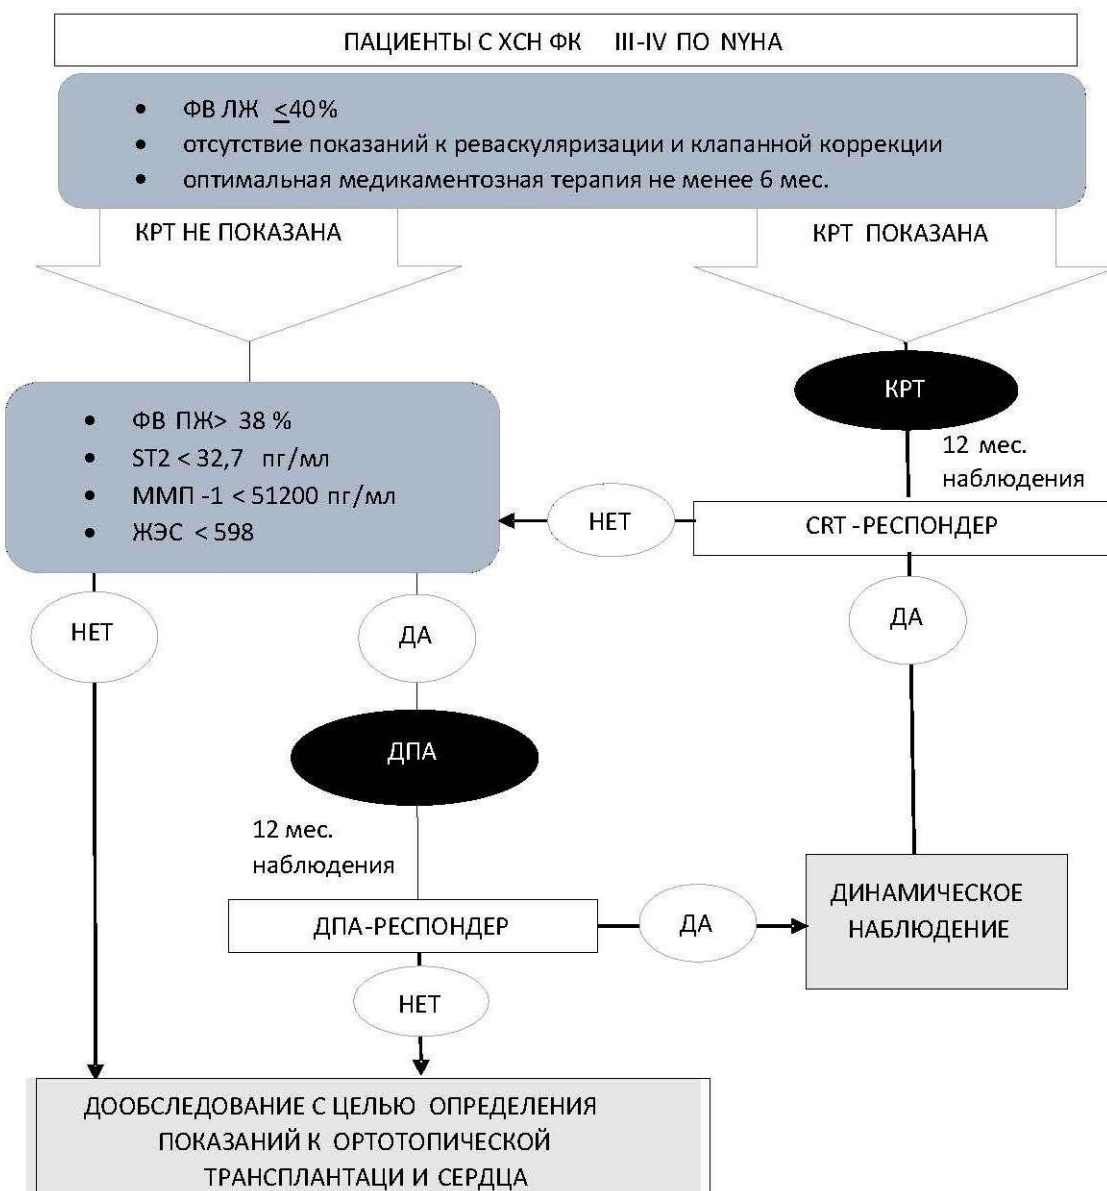 ПАЦИЕНТЫ С ХСН ФК III-IV ПО NYHA
• ФВ ЛЖ ≤40%
• отсутствие показаний к реваскуляризации и клапанной коррекции
• оптимальная медикаментозная терапия не менее 6 мес.
КРТ НЕ ПОКАЗАНА
КРТ ПОКАЗАНА
КРТ
12 мес.
наблюдения
• ФВ ПЖ> 38 %
• ST2 < 32,7 пг/мл
• ММП -1 < 51200 пг/мл
• ЖЭС < 598
НЕТ
CRT -РЕСПОНДЕР
НЕТ
ДА
ДА
ДПА
12 мес.
наблюдения
ДПА-РЕСПОНДЕР
ДА
ДИНАМИЧЕСКОЕ
НАБЛЮДЕНИЕ
НЕТ
ДООБСЛЕДОВАНИЕ С ЦЕЛЬЮ ОПРЕДЕЛЕНИЯ
ПОКАЗАНИЙ К ОРТОТОПИЧЕСКОЙ
ТРАНСПЛАНТАЦИ И СЕРДЦА